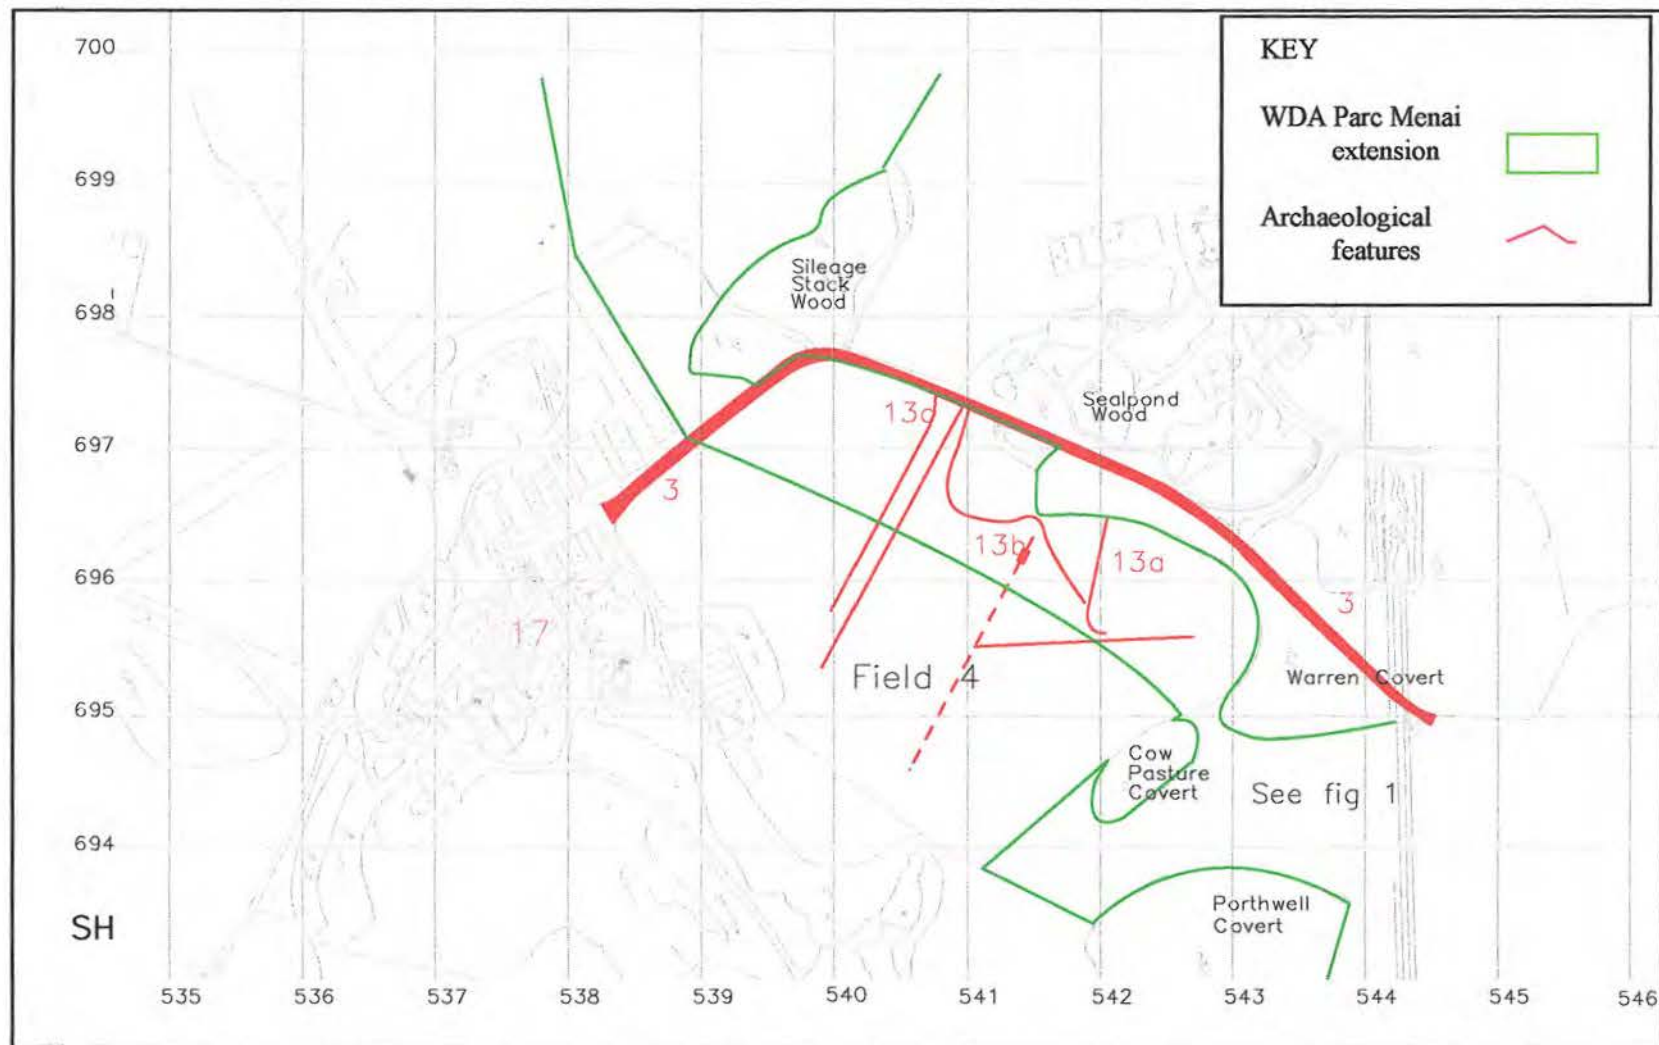 KEY
WDA Parc Menai
extension
Archaeological
features
700
699
698
697
696
695
694
SH
Sileage
Stack
Wood
Sealpond
Wood
13d
3
13b
13a
3
17
Field 4
Warren Covert
Cow
Pasture
Covert
See fig 1
Porthwell
Covert
535
536
537
538
539
540
541
542
543
544
545
546